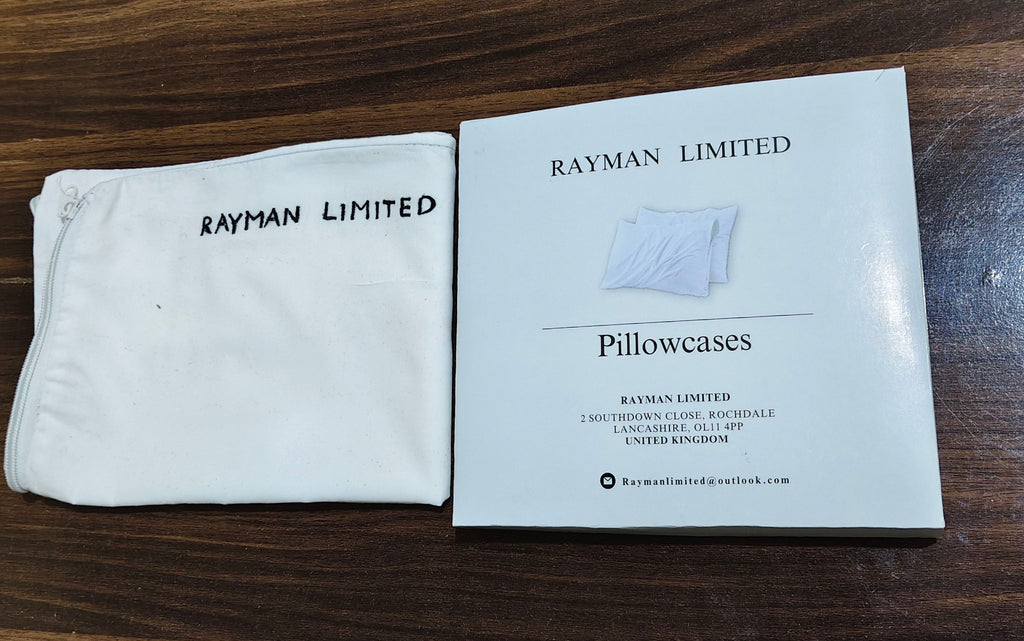 RAYMAN LIMITED
RAYMAN LIMITED
Pillowcases
RAYMAN LIMITED
2 SOUTHDOWN CLOSE, ROCHDALE
LANCASHIRE, OL11 4PP
UNITED KINGDOM
Raymanlimited@outlook.com